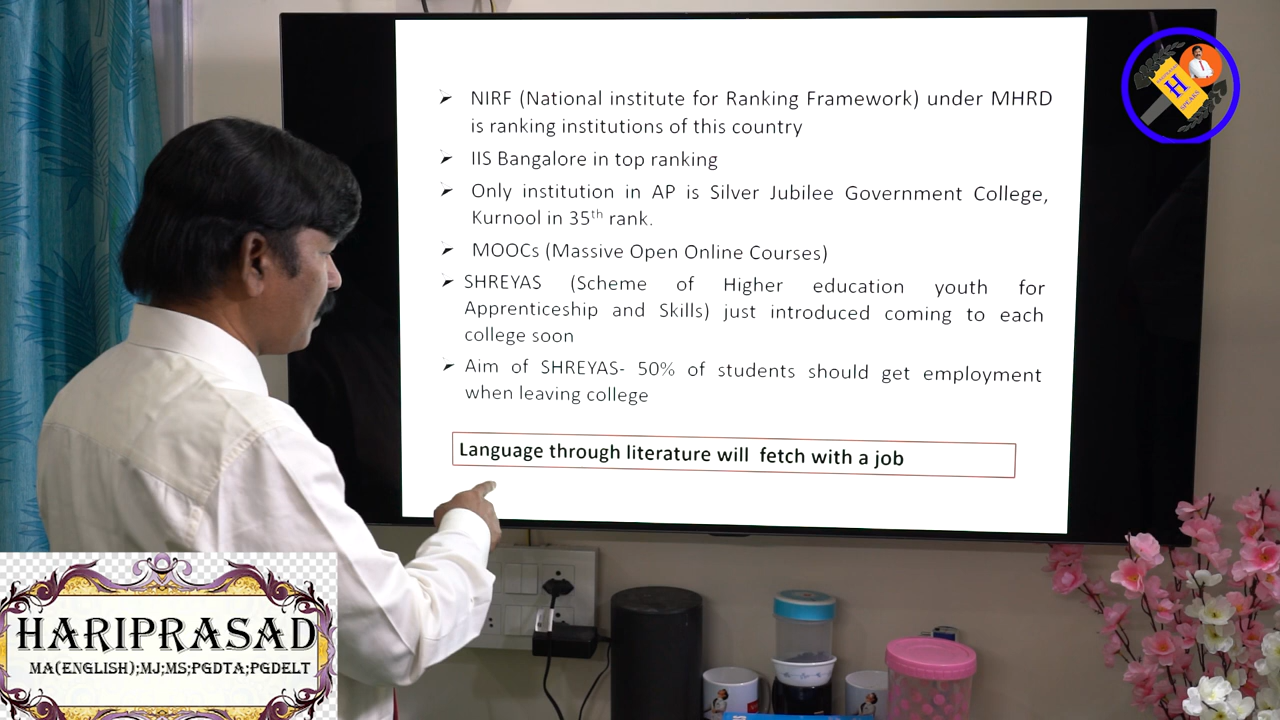 NIRF (National institute for Ranking Framework) under MHRD
is ranking institutions of this country
IIS Bangalore in top ranking
Only institution in AP is Silver Jubilee Government College,
Kurnool in 35th rank.
MOOCs (Massive Open Online Courses)
SHREYAS (Scheme of Higher education youth for
Apprenticeship and Skills) just introduced coming to each
college soon
Aim of SHREYAS- 50% of students should get employment
when leaving college
Language through literature will fetch with a job
H
SPEAKS
HARIPRASAD
MA(ENGLISH);MJ;MS;PGDTA;PGDELT